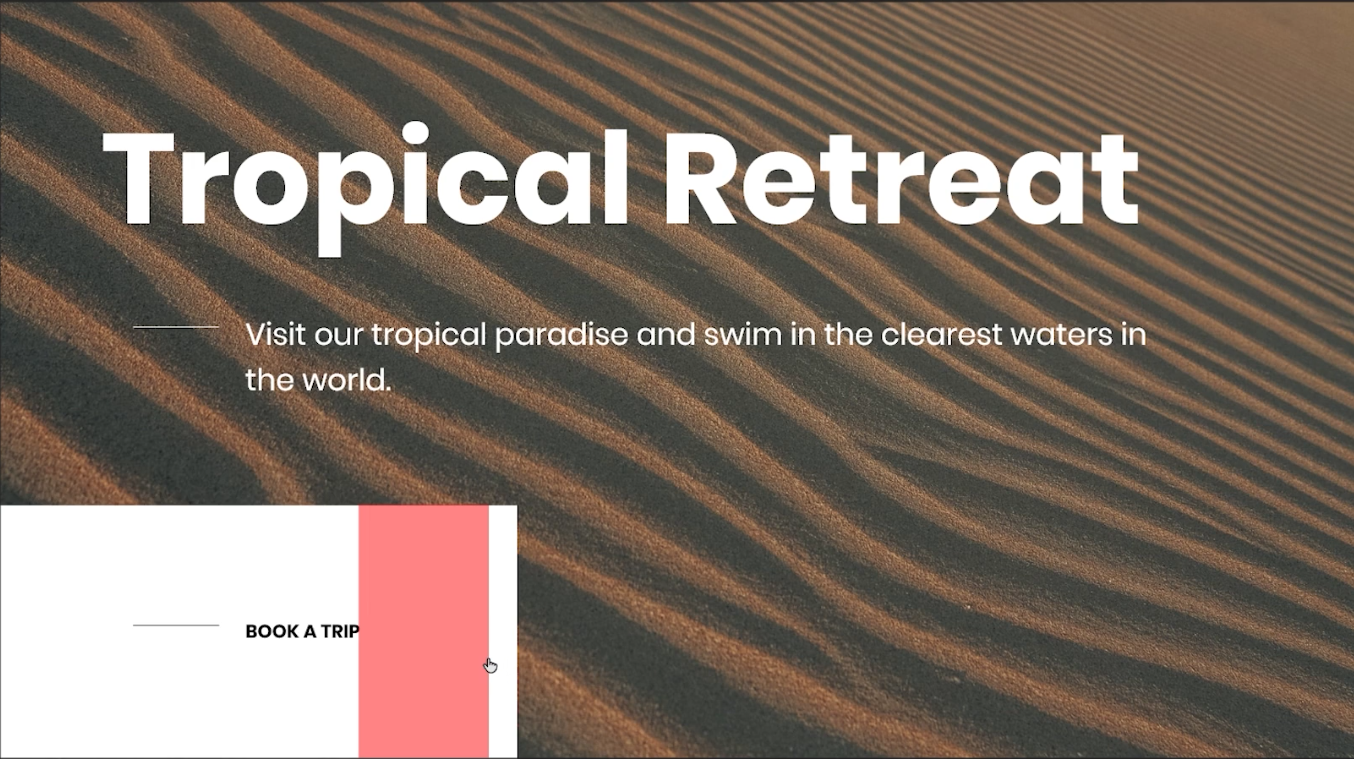 Tropical Retreat
Visit our tropical paradise and swim in the clearest waters in
the world.
BOOK A TRIP